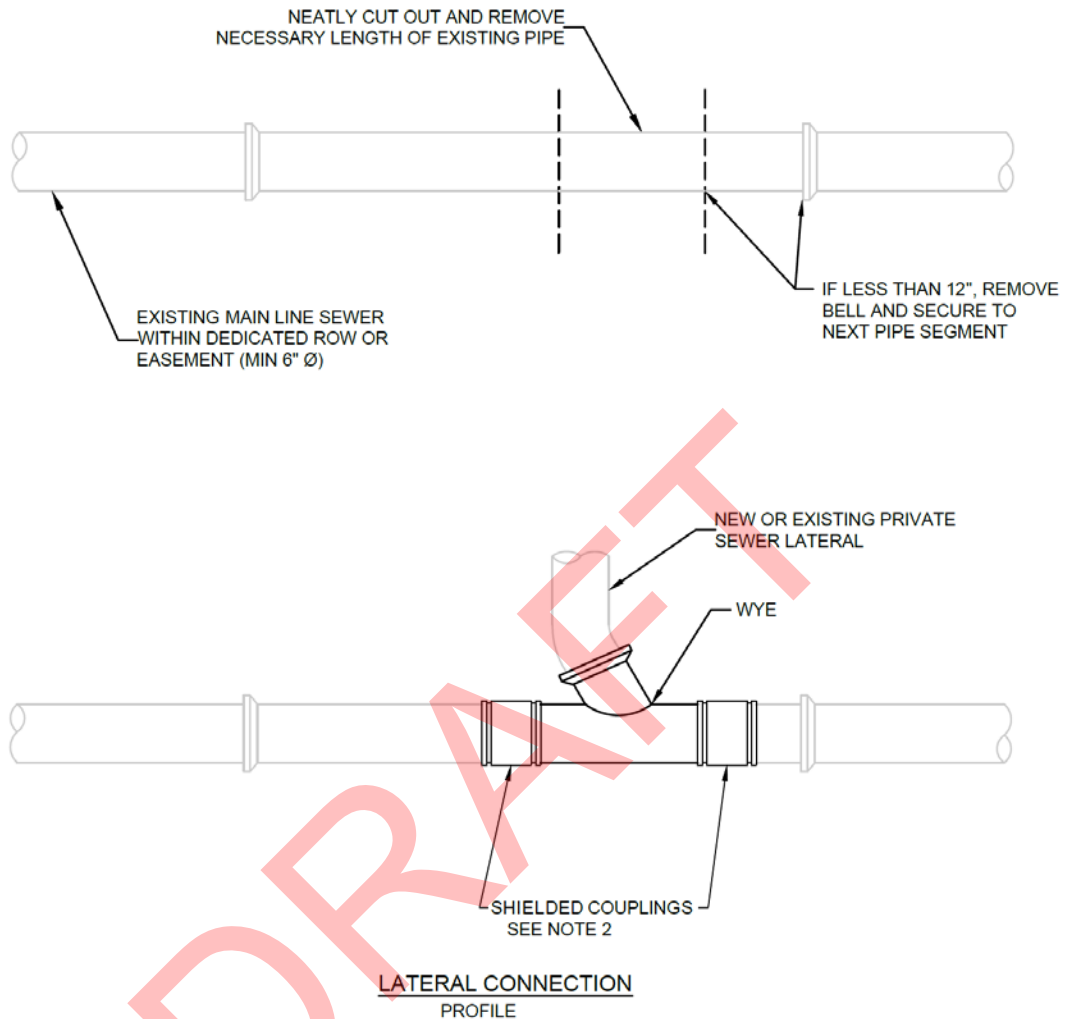 NEATLY CUT OUT AND REMOVE
NECESSARY LENGTH OF EXISTING PIPE
EXISTING MAIN LINE SEWER
WITHIN DEDICATED ROW OR
EASEMENT (MIN 6" Ø)
IF LESS THAN 12", REMOVE
BELL AND SECURE TO
NEXT PIPE SEGMENT
NEW OR EXISTING PRIVATE
SEWER LATERAL
WYE
SHIELDED COUPLINGS
SEE NOTE 2
LATERAL CONNECTION
PROFILE
DRAFT